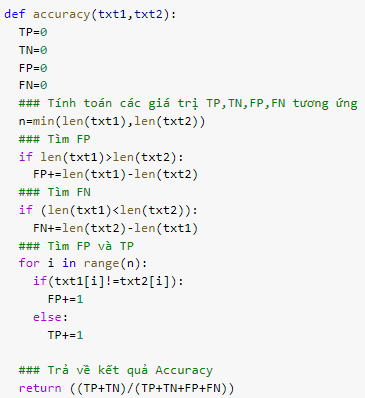 def accuracy(txt1,txt2):
  TP=0
  TN=0
  FP=0
  FN=0
  ### Tính toán các giá trị TP,TN,FP,FN tương ứng
  n=min(len(txt1),len(txt2))
  ### Tìm FP
  if len(txt1)>len(txt2):
    FP+=len(txt1)-len(txt2)
  ### Tìm FN
  if (len(txt1)<len(txt2)):
    FN+=len(txt2)-len(txt1)
  ### Tìm FP và TP
  for i in range(n):
    if(txt1[i]!=txt2[i]):
      FP+=1
    else:
      TP+=1

  ### Trả về kết quả Accuracy
  return ((TP+TN)/(TP+TN+FP+FN))